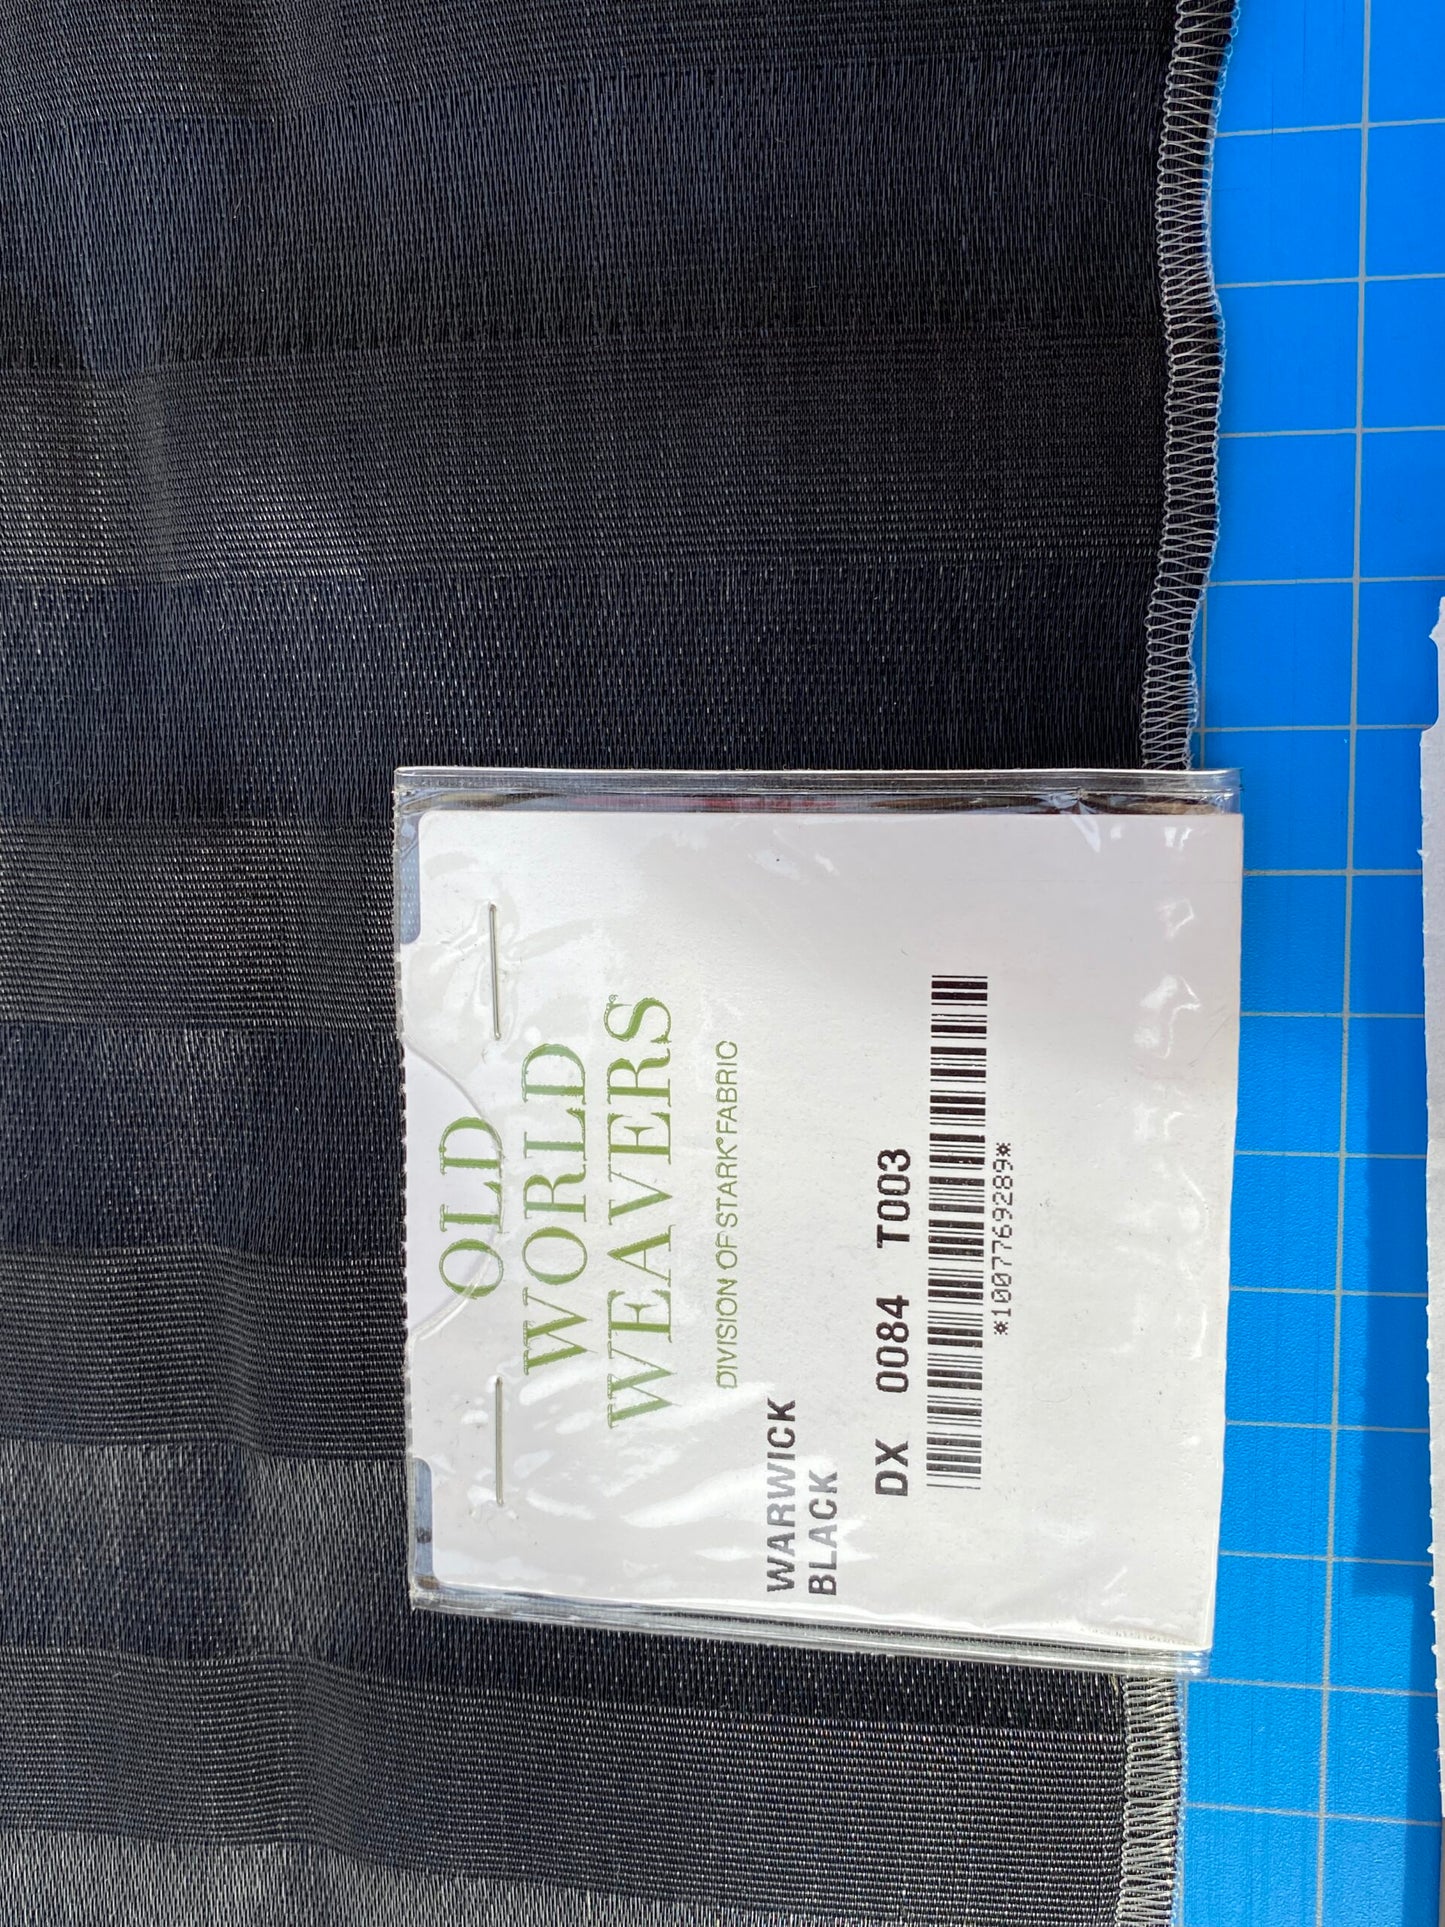 OLD
WORLD
WEAVERS
DIVISION OF STARK® FABRIC
WARWICK
BLACK
DX 0084 T003
*1007769289*